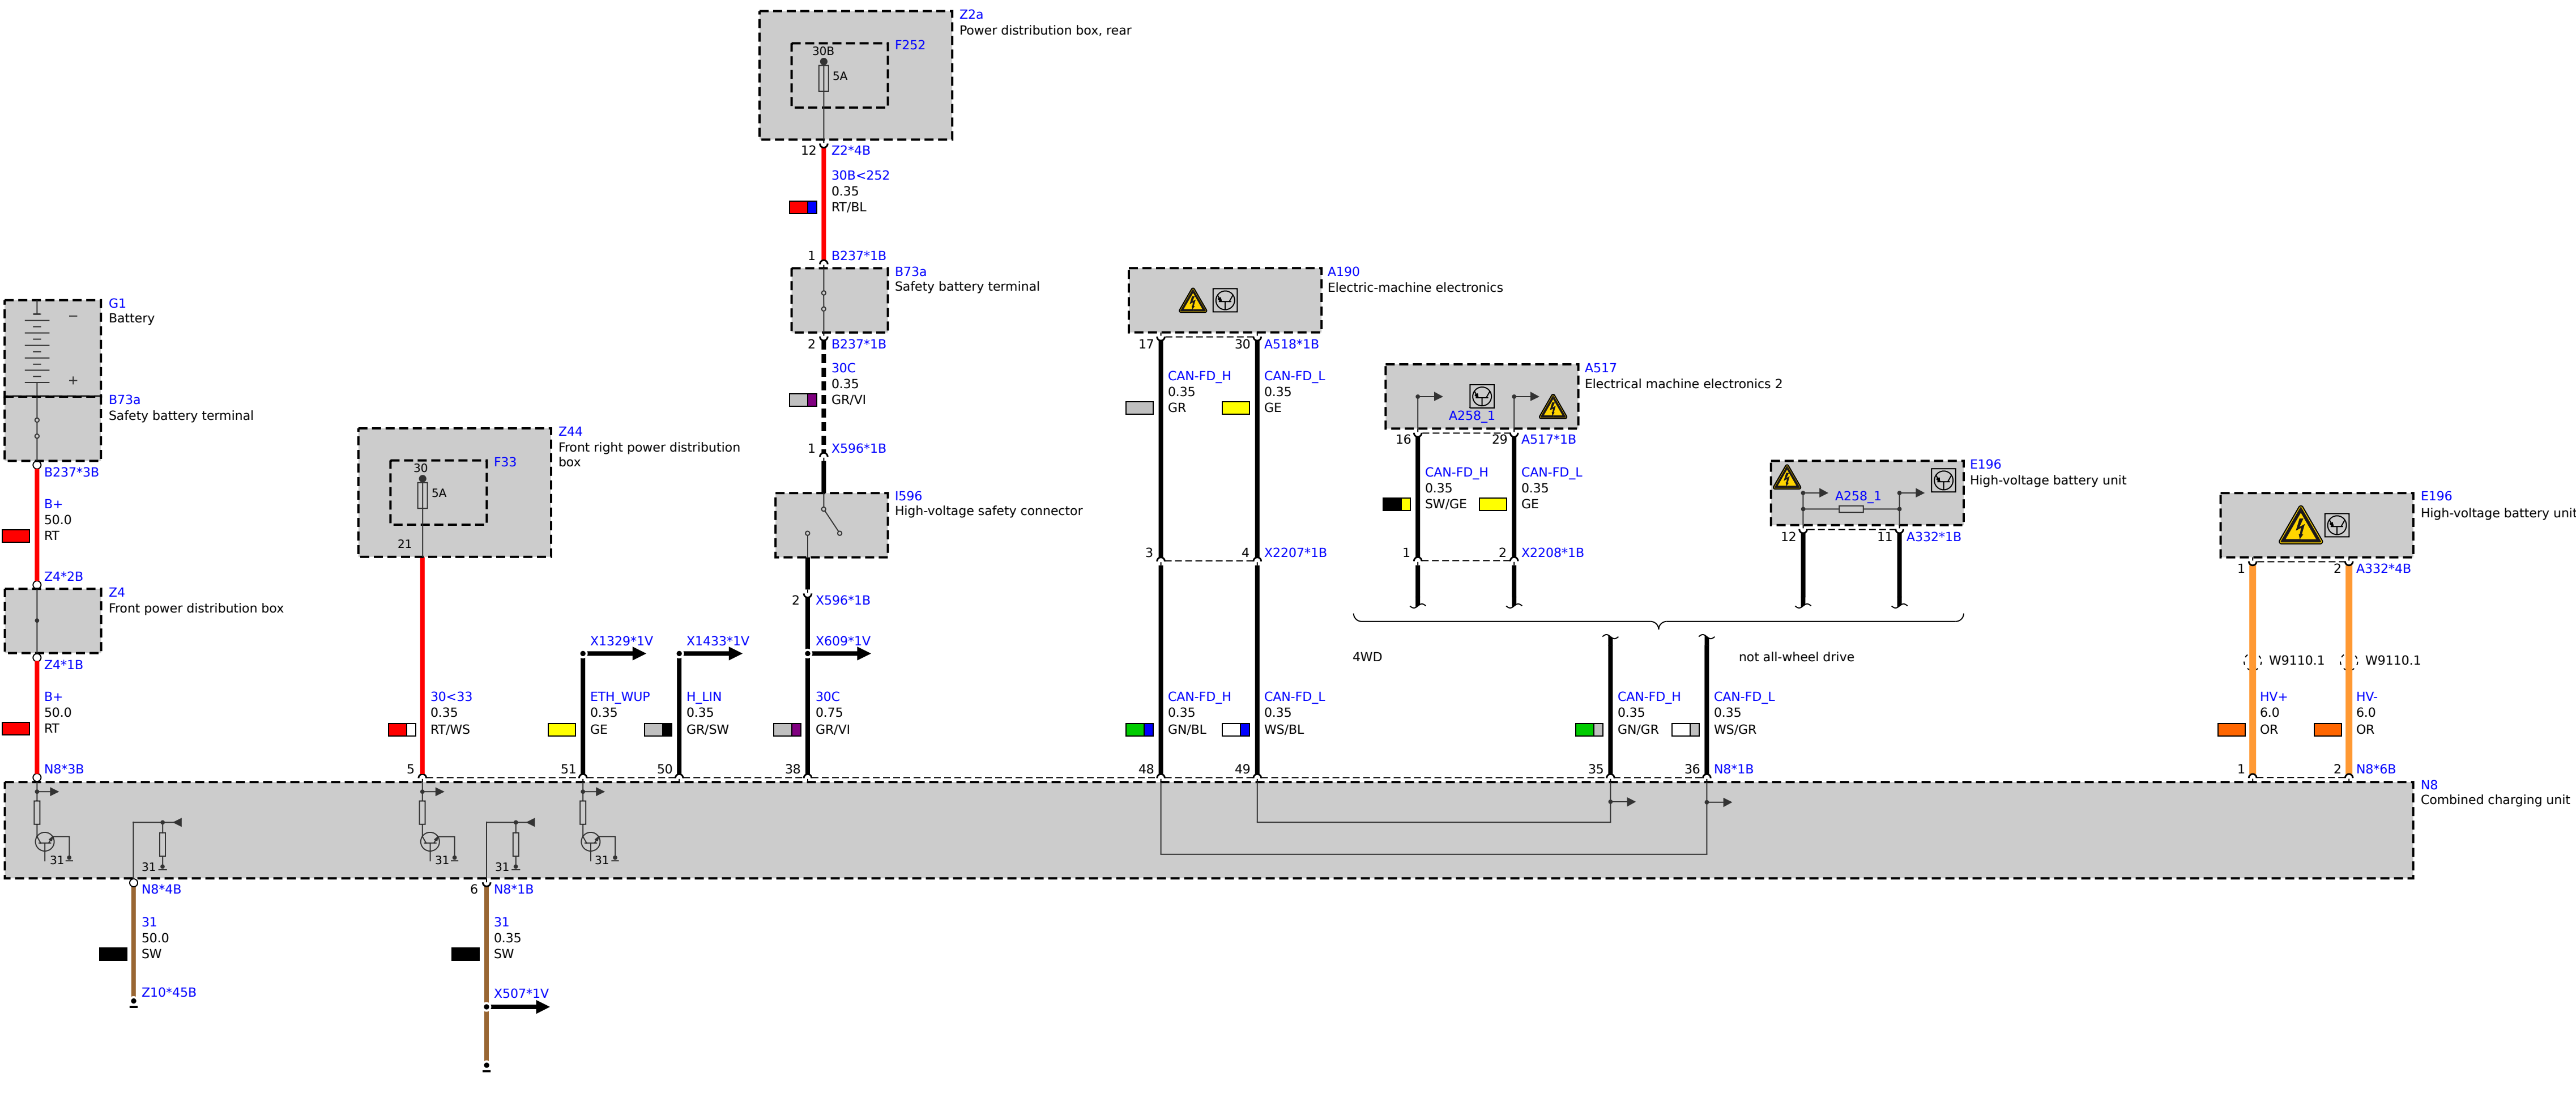 Z2a
Power distribution box, rear
F252
30B
5A
12
Z2*4B
30B<252
0.35
RT/BL
1
B237*1B
B73a
Safety battery terminal
2
B237*1B
30C
0.35
GR/VI
1
X596*1B
I596
High-voltage safety connector
2
X596*1B
X609*1V
30C
0.75
GR/VI
38
G1
Battery
−
+
B73a
Safety battery terminal
B237*3B
B+
50.0
RT
Z4*2B
Z4
Front power distribution box
Z4*1B
B+
50.0
RT
N8*3B
Z44
Front right power distribution
box
F33
30
5A
21
30<33
0.35
RT/WS
5
X1329*1V
ETH_WUP
0.35
GE
51
X1433*1V
H_LIN
0.35
GR/SW
50
A190
Electric-machine electronics
17
30
A518*1B
CAN-FD_H
0.35
GR
CAN-FD_L
0.35
GE
3
4
X2207*1B
CAN-FD_H
0.35
GN/BL
CAN-FD_L
0.35
WS/BL
48
49
A517
Electrical machine electronics 2
A258_1
16
29
A517*1B
CAN-FD_H
0.35
SW/GE
CAN-FD_L
0.35
GE
1
2
X2208*1B
E196
High-voltage battery unit
A258_1
12
11
A332*1B
4WD
not all-wheel drive
CAN-FD_H
0.35
GN/GR
CAN-FD_L
0.35
WS/GR
35
36
N8*1B
E196
High-voltage battery unit
1
2
A332*4B
W9110.1
W9110.1
HV+
6.0
OR
HV-
6.0
OR
1
2
N8*6B
N8
Combined charging unit
31
31
31
31
31
N8*4B
31
50.0
SW
Z10*45B
6
N8*1B
31
0.35
SW
X507*1V